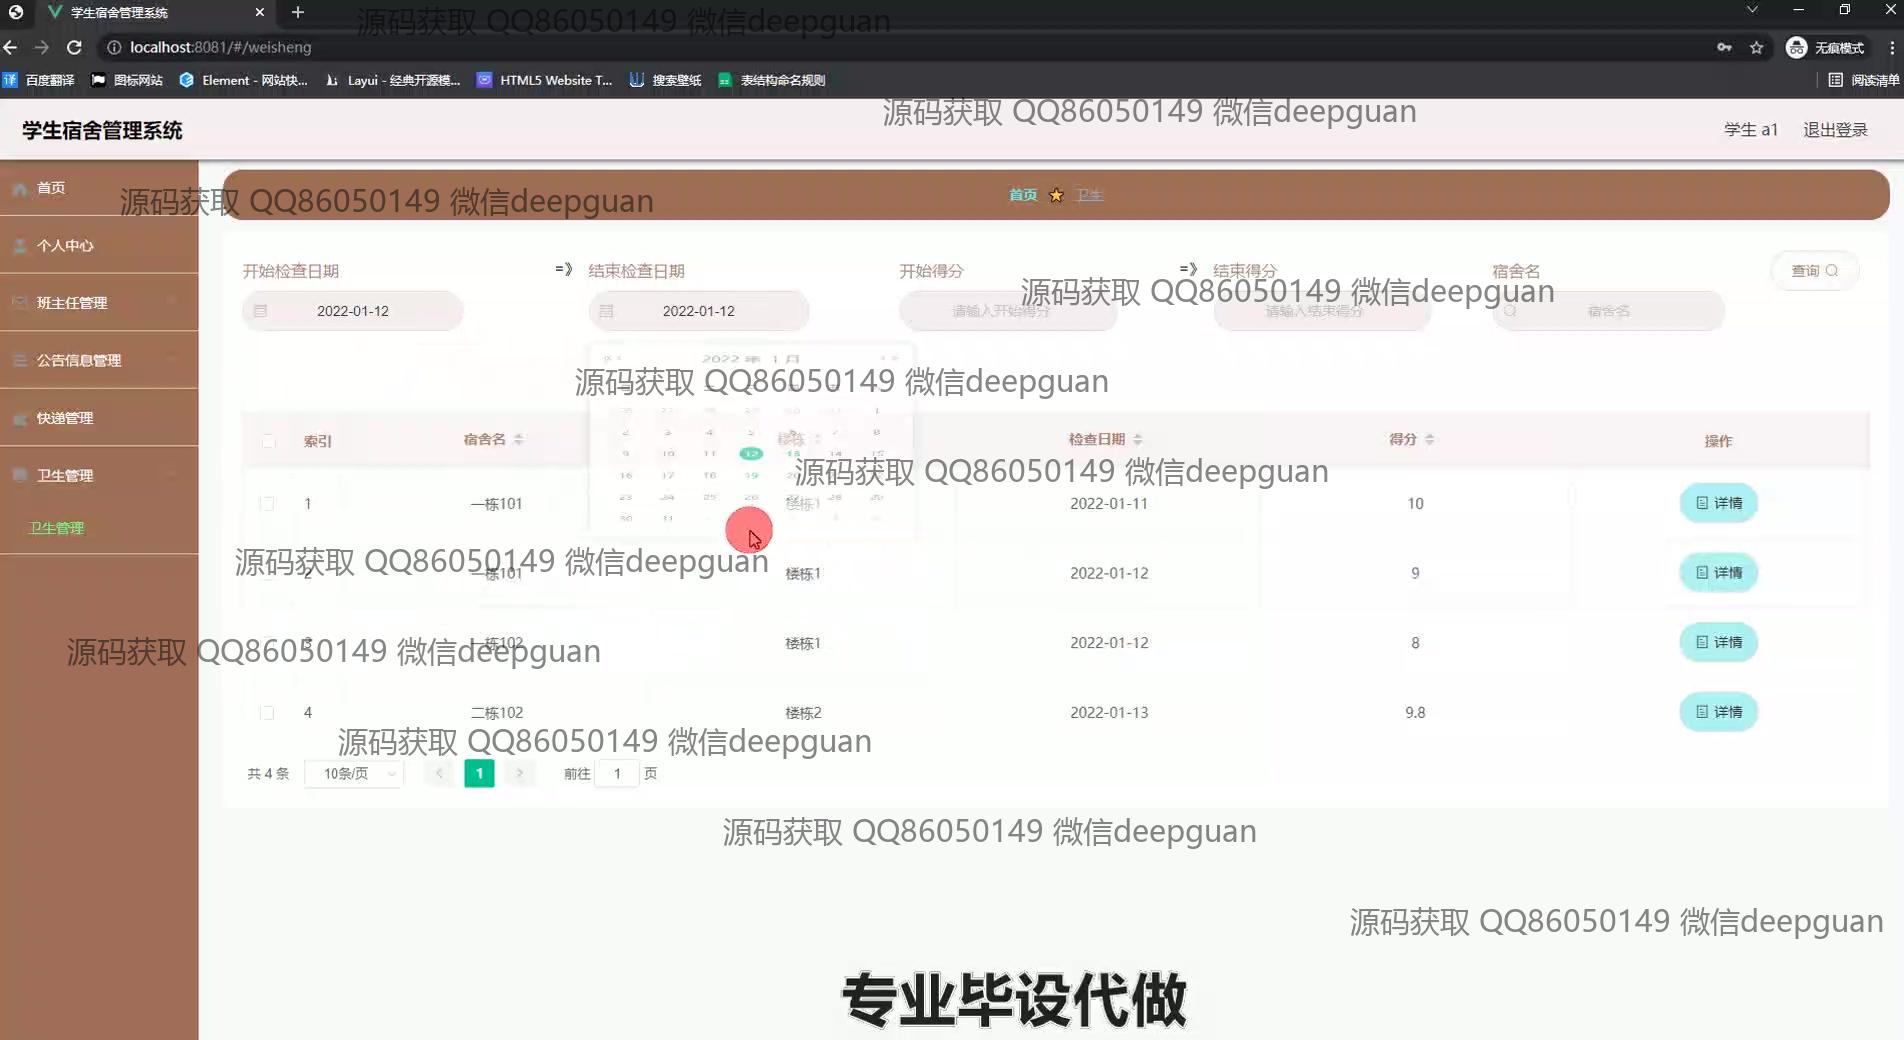 学生宿舍管理系统
localhost:8081/#/weisheng
无痕模式
百度翻译 图标网站 Element - 网站快... Layui - 经典开源模... HTML5 Website T... 搜索壁纸 表结构命名规则 阅读清单
源码获取 QQ86050149 微信deepguan
源码获取 QQ86050149 微信deepguan
学生宿舍管理系统 学生 a1 退出登录
首页
个人中心
班主任管理
公告信息管理
快递管理
卫生管理
卫生管理
源码获取 QQ86050149 微信deepguan
首页 卫生
开始检查日期 =》 结束检查日期 开始得分 =》 结束得分 宿舍名 查询
源码获取 QQ86050149 微信deepguan
2022-01-12 2022-01-12 请输入开始得分 请输入结束得分 宿舍名
2022 年 1 月
源码获取 QQ86050149 微信deepguan
索引 宿舍名 楼栋 检查日期 得分 操作
源码获取 QQ86050149 微信deepguan
1 一栋101 楼栋1 2022-01-11 10 详情
源码获取 QQ86050149 微信deepguan
2 一栋101 楼栋1 2022-01-12 9 详情
3 一栋102 楼栋1 2022-01-12 8 详情
源码获取 QQ86050149 微信deepguan
4 二栋102 楼栋2 2022-01-13 9.8 详情
源码获取 QQ86050149 微信deepguan
共 4 条 10条/页 1 前往 1 页
源码获取 QQ86050149 微信deepguan
源码获取 QQ86050149 微信deepguan
专业毕设代做